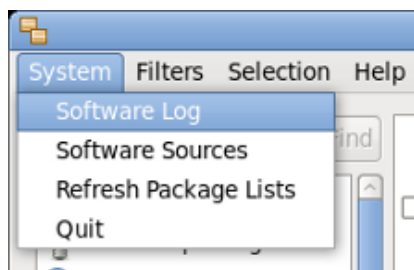 System Filters Selection Help
Software Log
Software Sources
Refresh Package Lists
Quit